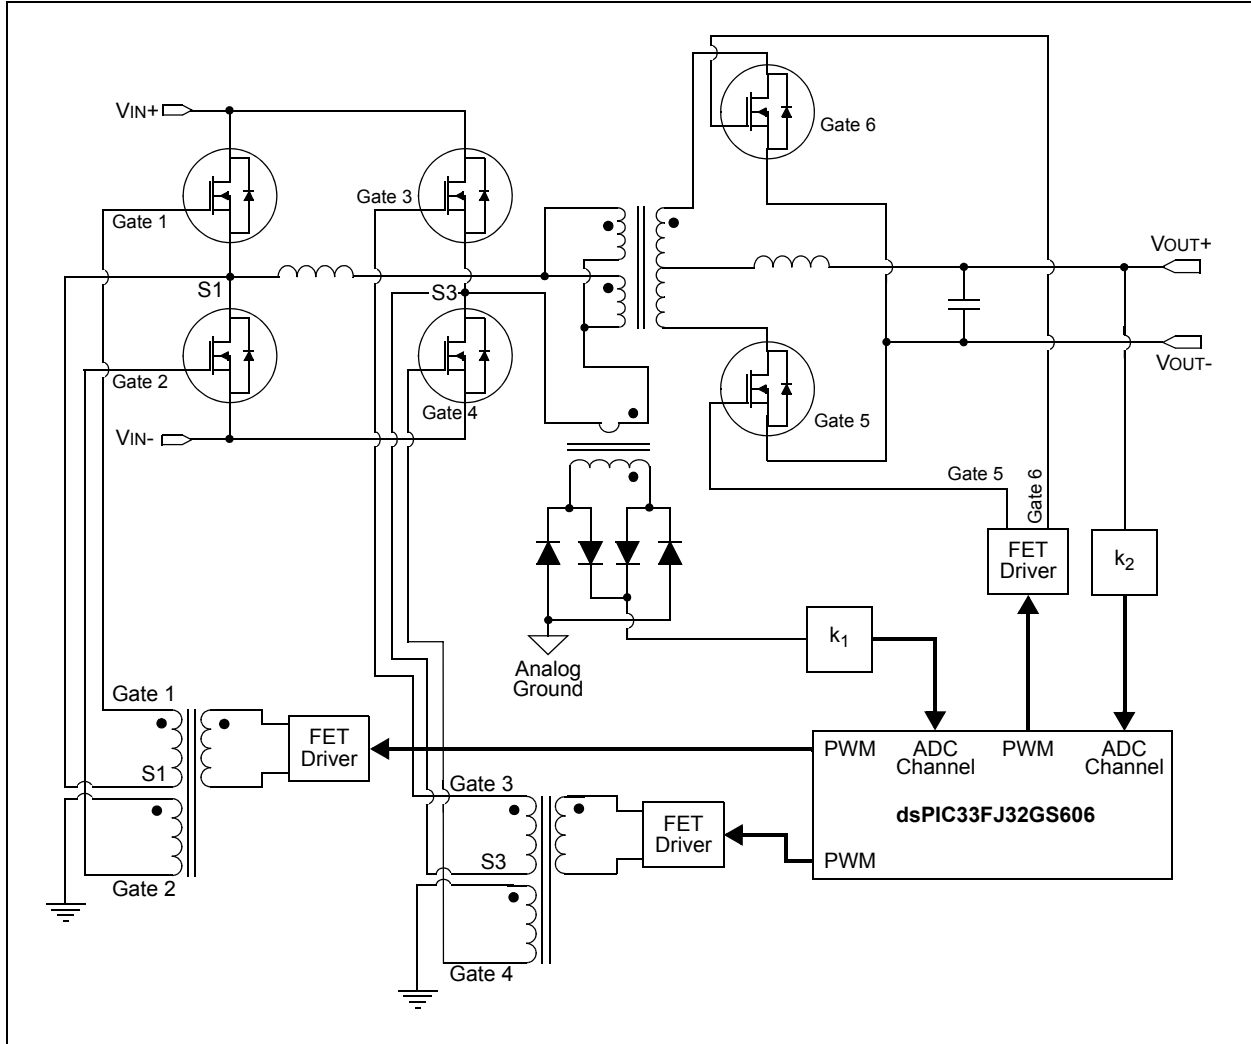 VIN+
Gate 1
Gate 3
Gate 6
S1
S3
VOUT+
VOUT-
Gate 2
Gate 4
Gate 5
VIN-
Gate 5
Gate 6
FET
Driver
k2
k1
Analog
Ground
Gate 1
S1
Gate 2
FET
Driver
Gate 3
S3
Gate 4
FET
Driver
PWM
ADC
Channel
PWM
ADC
Channel
dsPIC33FJ32GS606
PWM